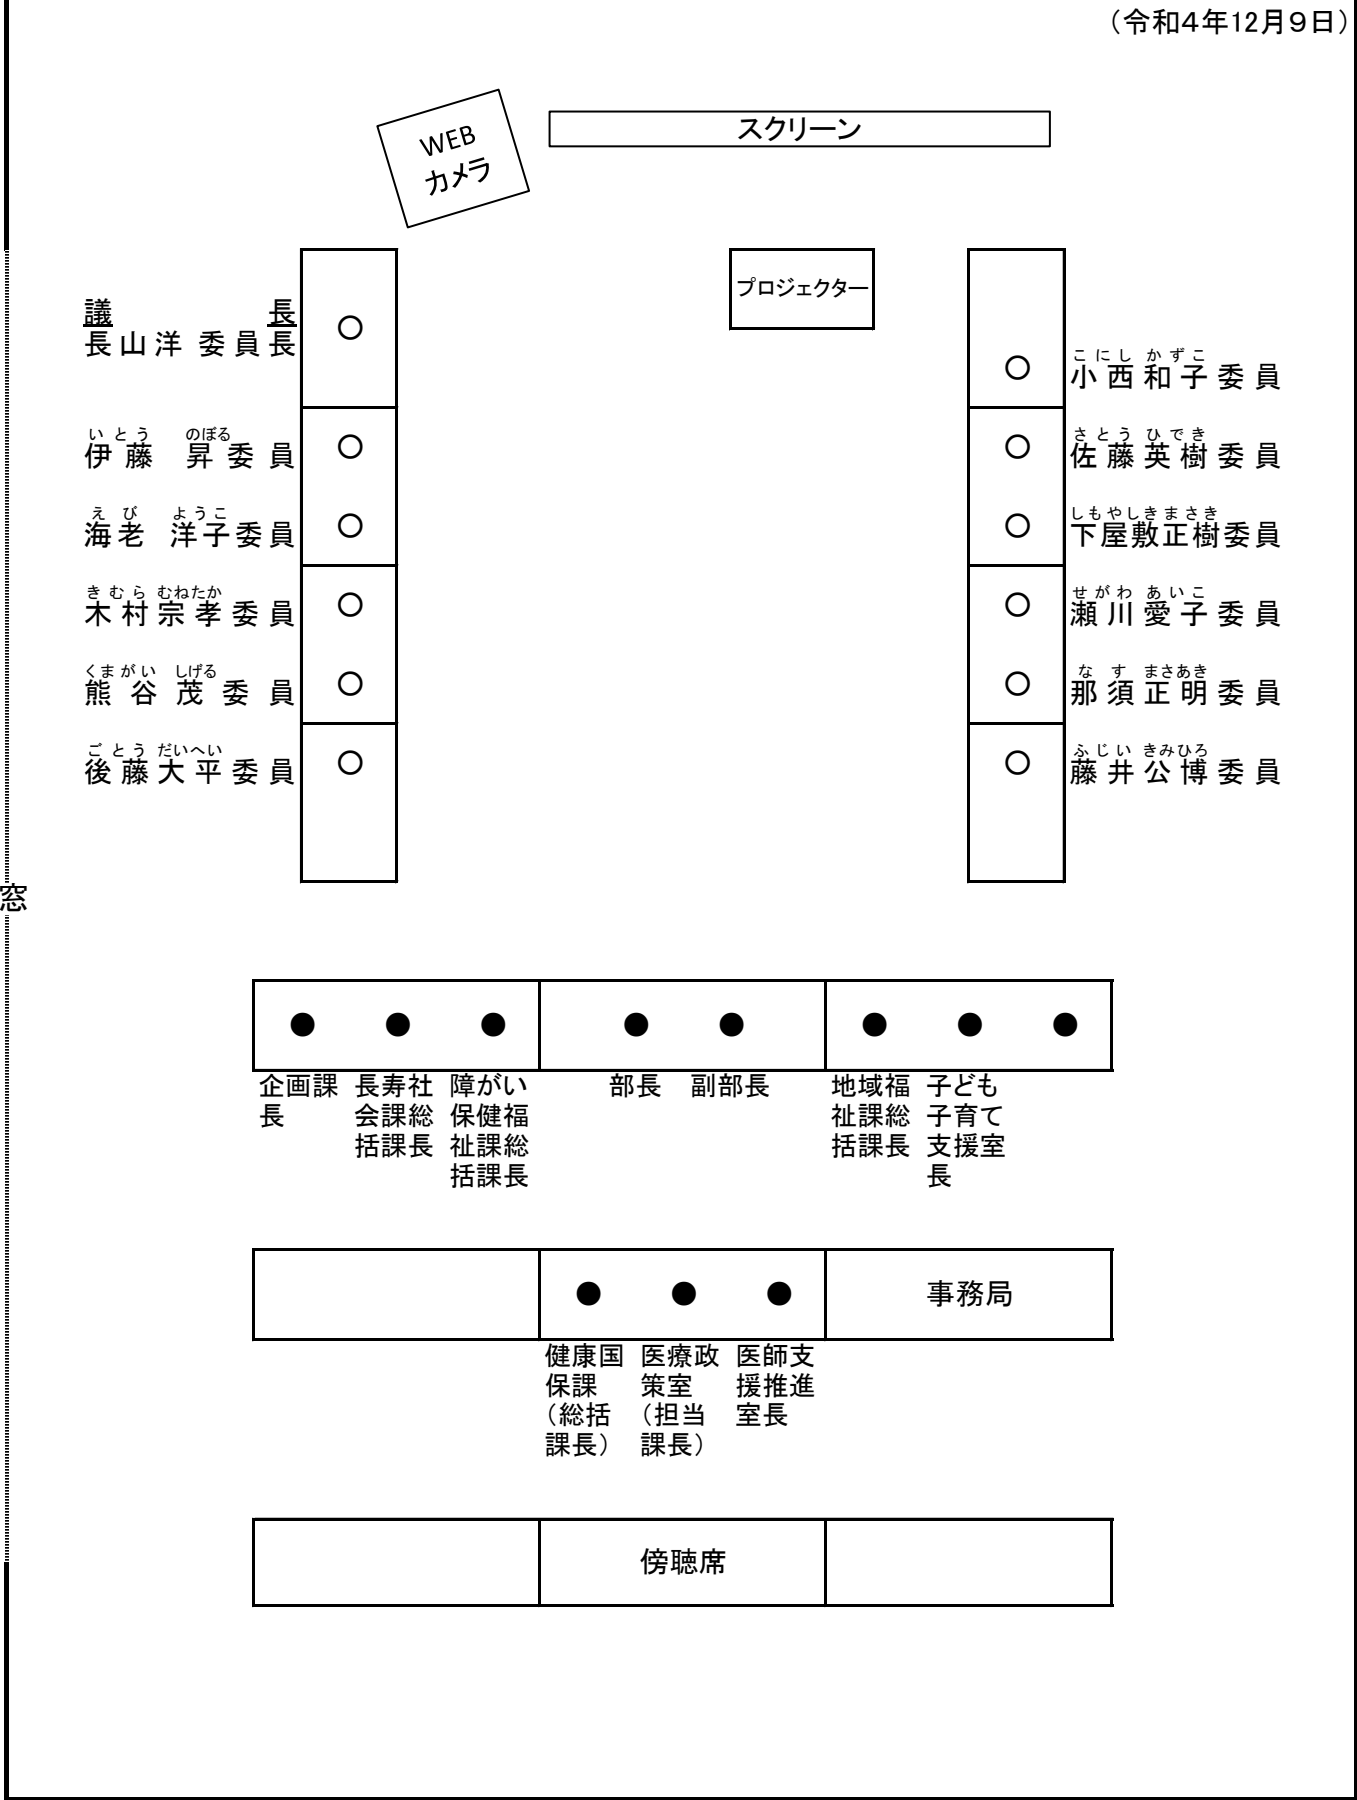 （令和４年12月９日）
スクリーン
WEB
カメラ
プロジェクター
議長
長山洋 委員長
こにし かずこ
小西和子委員
いとう のぼる
伊藤 昇委員
さとう ひでき
佐藤英樹委員
えび ようこ
海老 洋子委員
しもやしきまさき
下屋敷正樹委員
きむら むねたか
木村宗孝委員
せがわ あいこ
瀬川愛子委員
くまがい しげる
熊谷 茂委員
なす まさあき
那須正明委員
ごとう だいへい
後藤大平委員
ふじい きみひろ
藤井公博委員
窓
● ● ● ● ● ● ● ●
企画課
長
長寿社
会課総
括課長
障がい
保健福
祉課総
括課長
部長
副部長
地域福
祉課総
括課長
子ども
子育て
支援室
長
● ● ●
事務局
健康国
保課
（総括
課長）
医療政
策室
（担当
課長）
医師支
援推進
室長
傍聴席